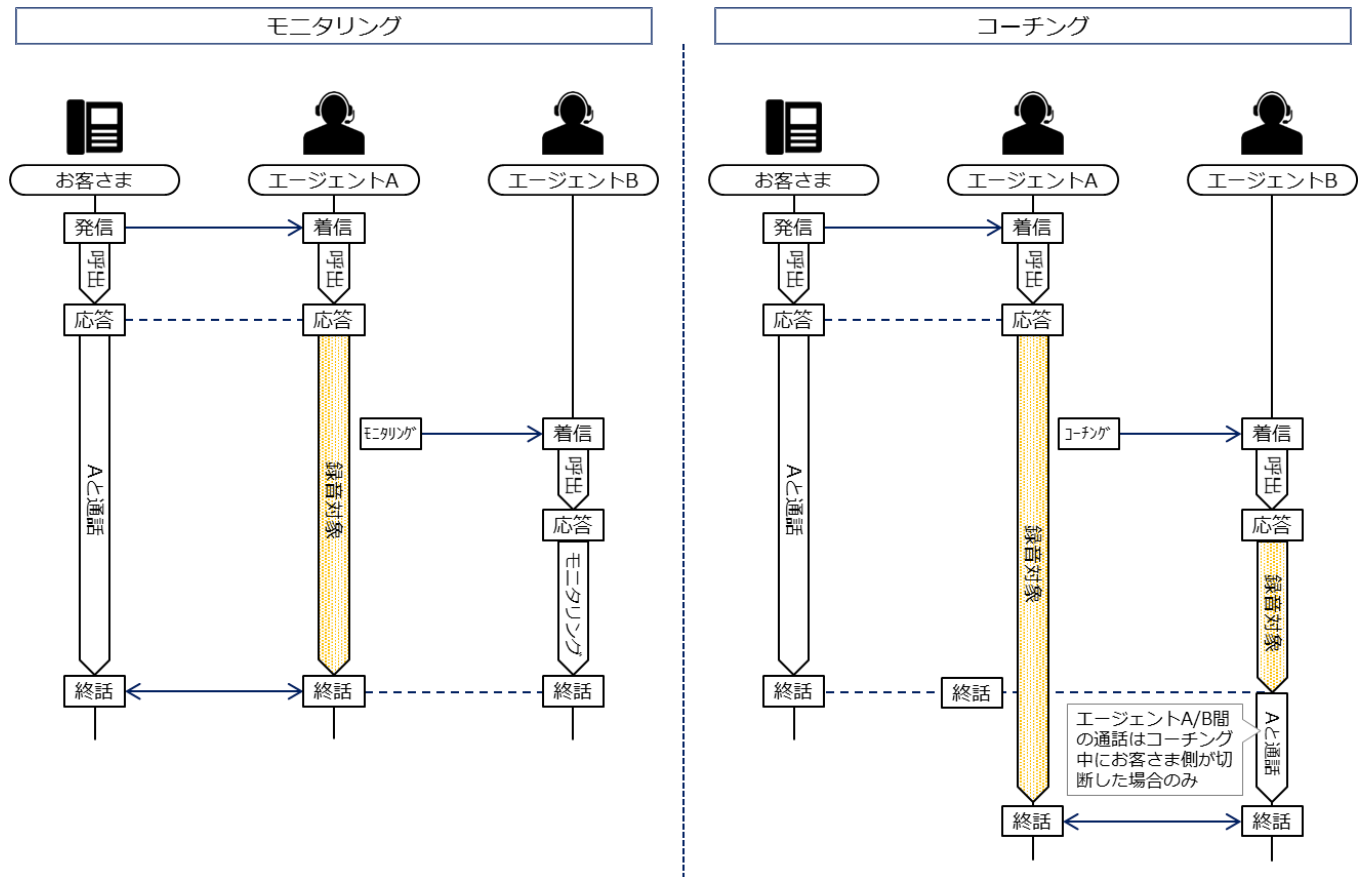 モニタリング
お客さま
エージェントA
エージェントB
発信
着信
呼出
呼出
応答
応答
Aと通話
録音対象
ﾓﾆﾀﾘﾝｸﾞ
着信
呼出
応答
モニタリング
終話
終話
終話
コーチング
お客さま
エージェントA
エージェントB
発信
着信
呼出
呼出
応答
応答
Aと通話
録音対象
ｺｰﾁﾝｸﾞ
着信
呼出
応答
録音対象
終話
終話
エージェントA/B間
の通話はコーチング
中にお客さま側が切
断した場合のみ
Aと通話
終話
終話